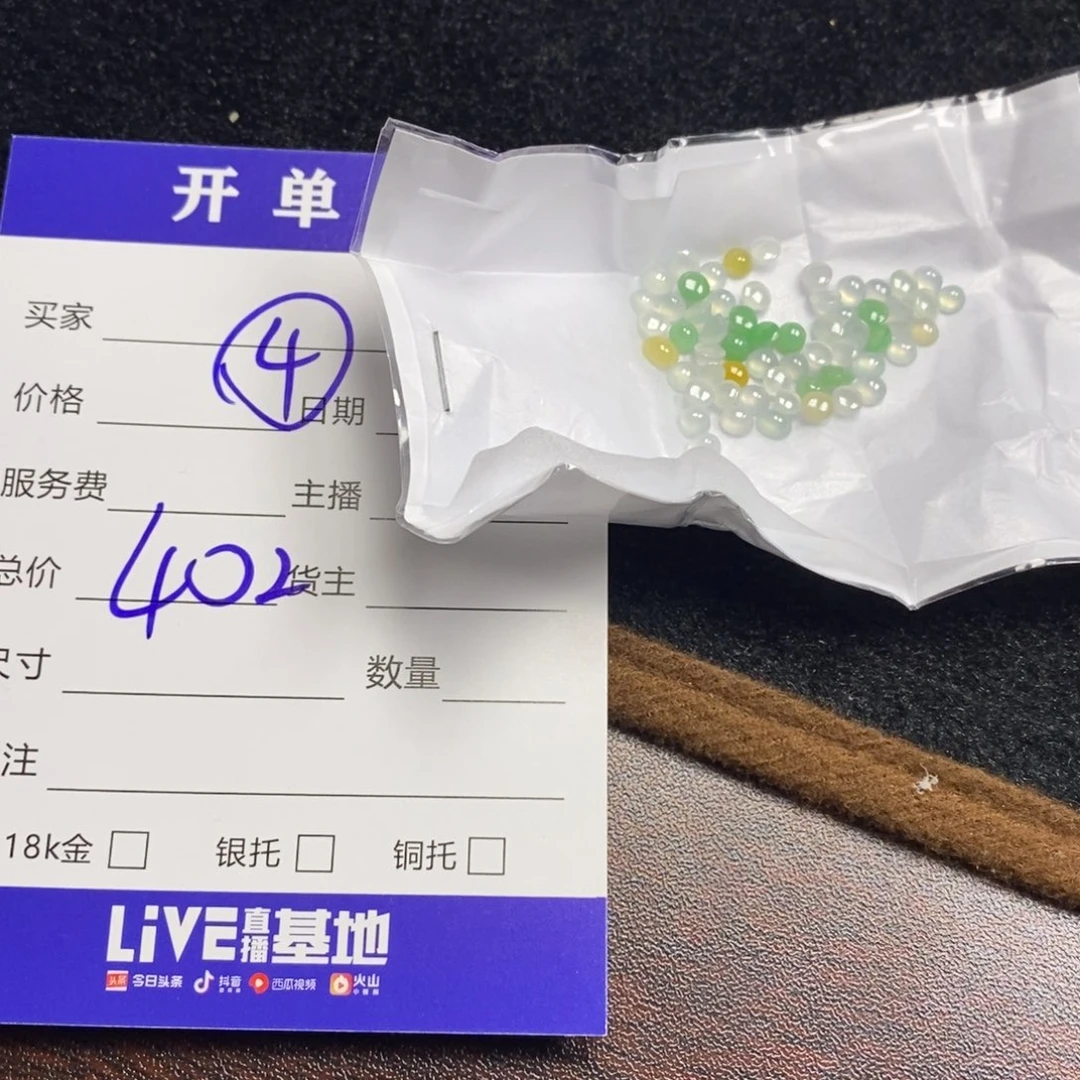 开单
买家
④
价格
日期
服务费
主播
总价 402 货主
尺寸
数量
注
18k金 银托 铜托
LiVE直播基地
头条 今日头条 抖音 西瓜视频 火山